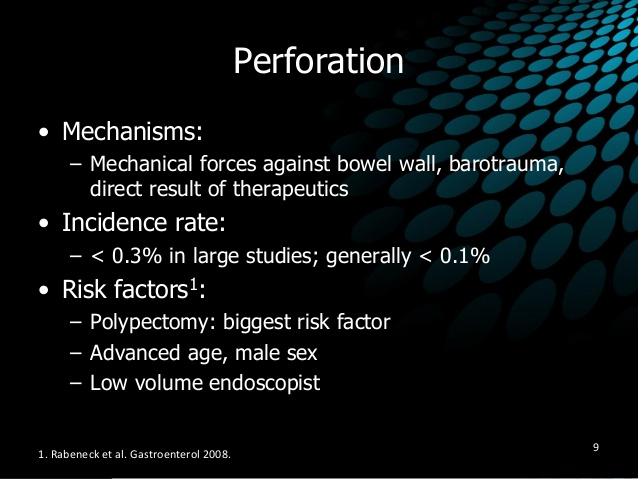 Perforation
• Mechanisms:
– Mechanical forces against bowel wall, barotrauma,
direct result of therapeutics
• Incidence rate:
– < 0.3% in large studies; generally < 0.1%
• Risk factors¹:
– Polypectomy: biggest risk factor
– Advanced age, male sex
– Low volume endoscopist
1. Rabeneck et al. Gastroenterol 2008.
9